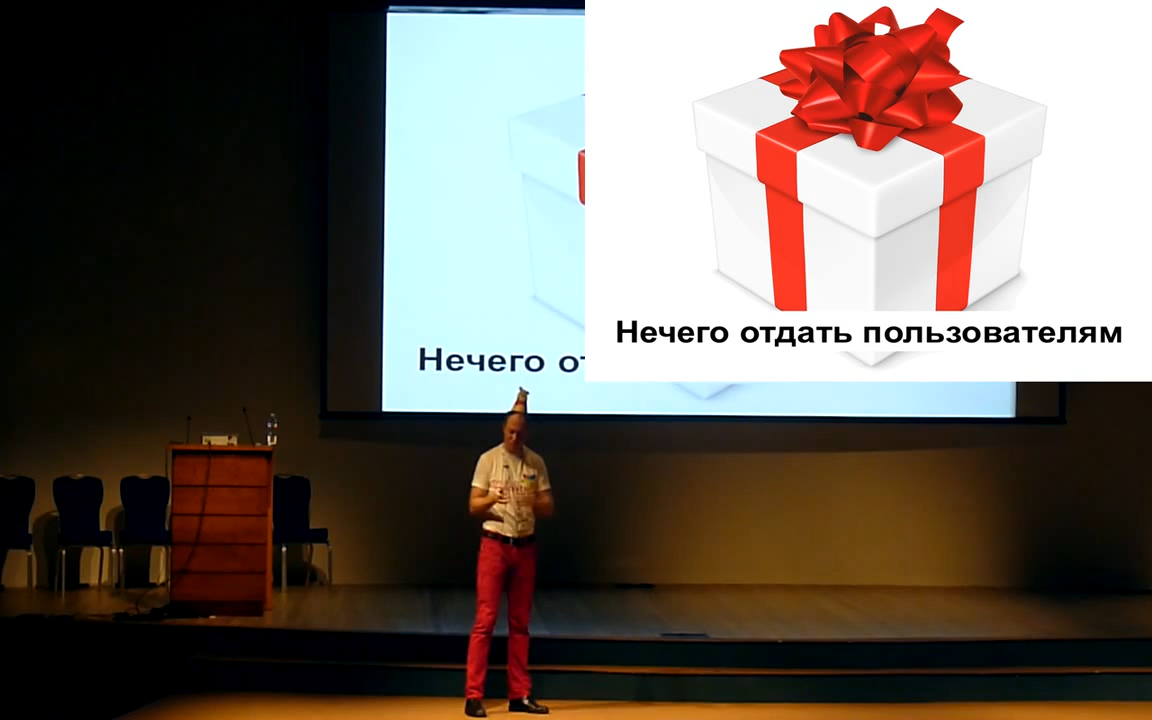 Нечего отдать пользователям
Нечего от